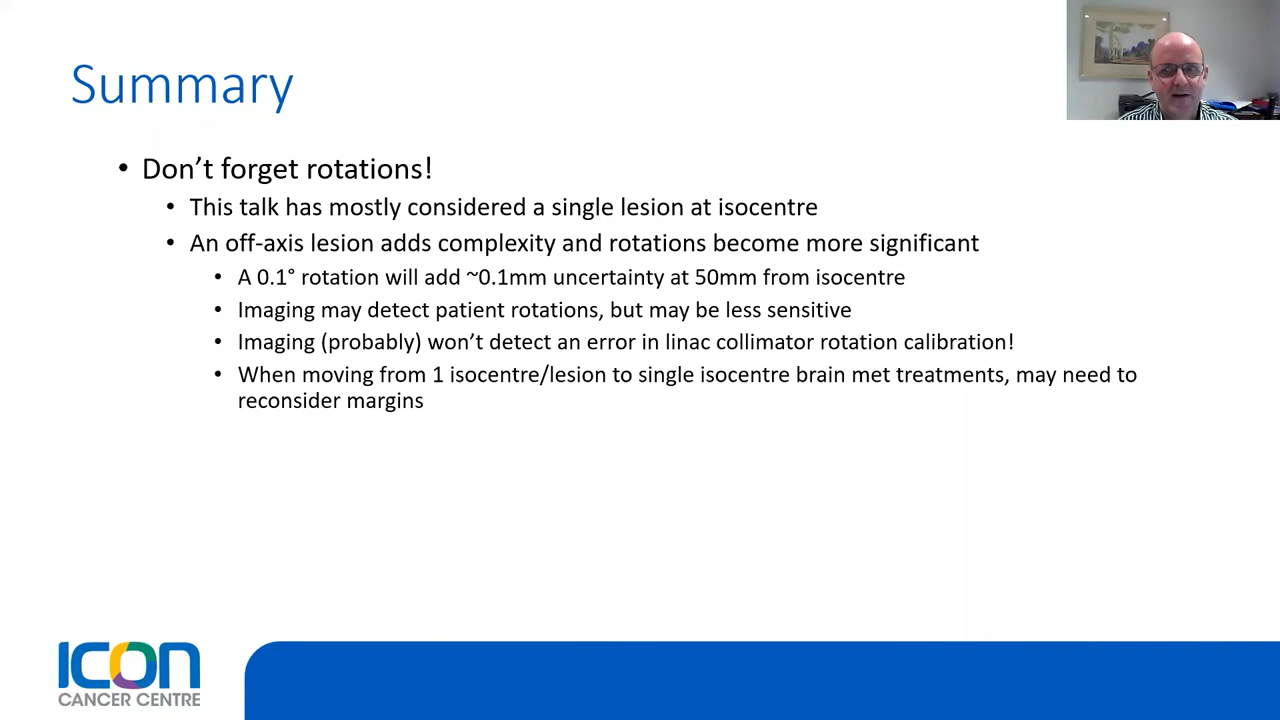 Summary
• Don’t forget rotations!
• This talk has mostly considered a single lesion at isocentre
• An off-axis lesion adds complexity and rotations become more significant
• A 0.1° rotation will add ~0.1mm uncertainty at 50mm from isocentre
• Imaging may detect patient rotations, but may be less sensitive
• Imaging (probably) won’t detect an error in linac collimator rotation calibration!
• When moving from 1 isocentre/lesion to single isocentre brain met treatments, may need to
reconsider margins
ICON
CANCER CENTRE